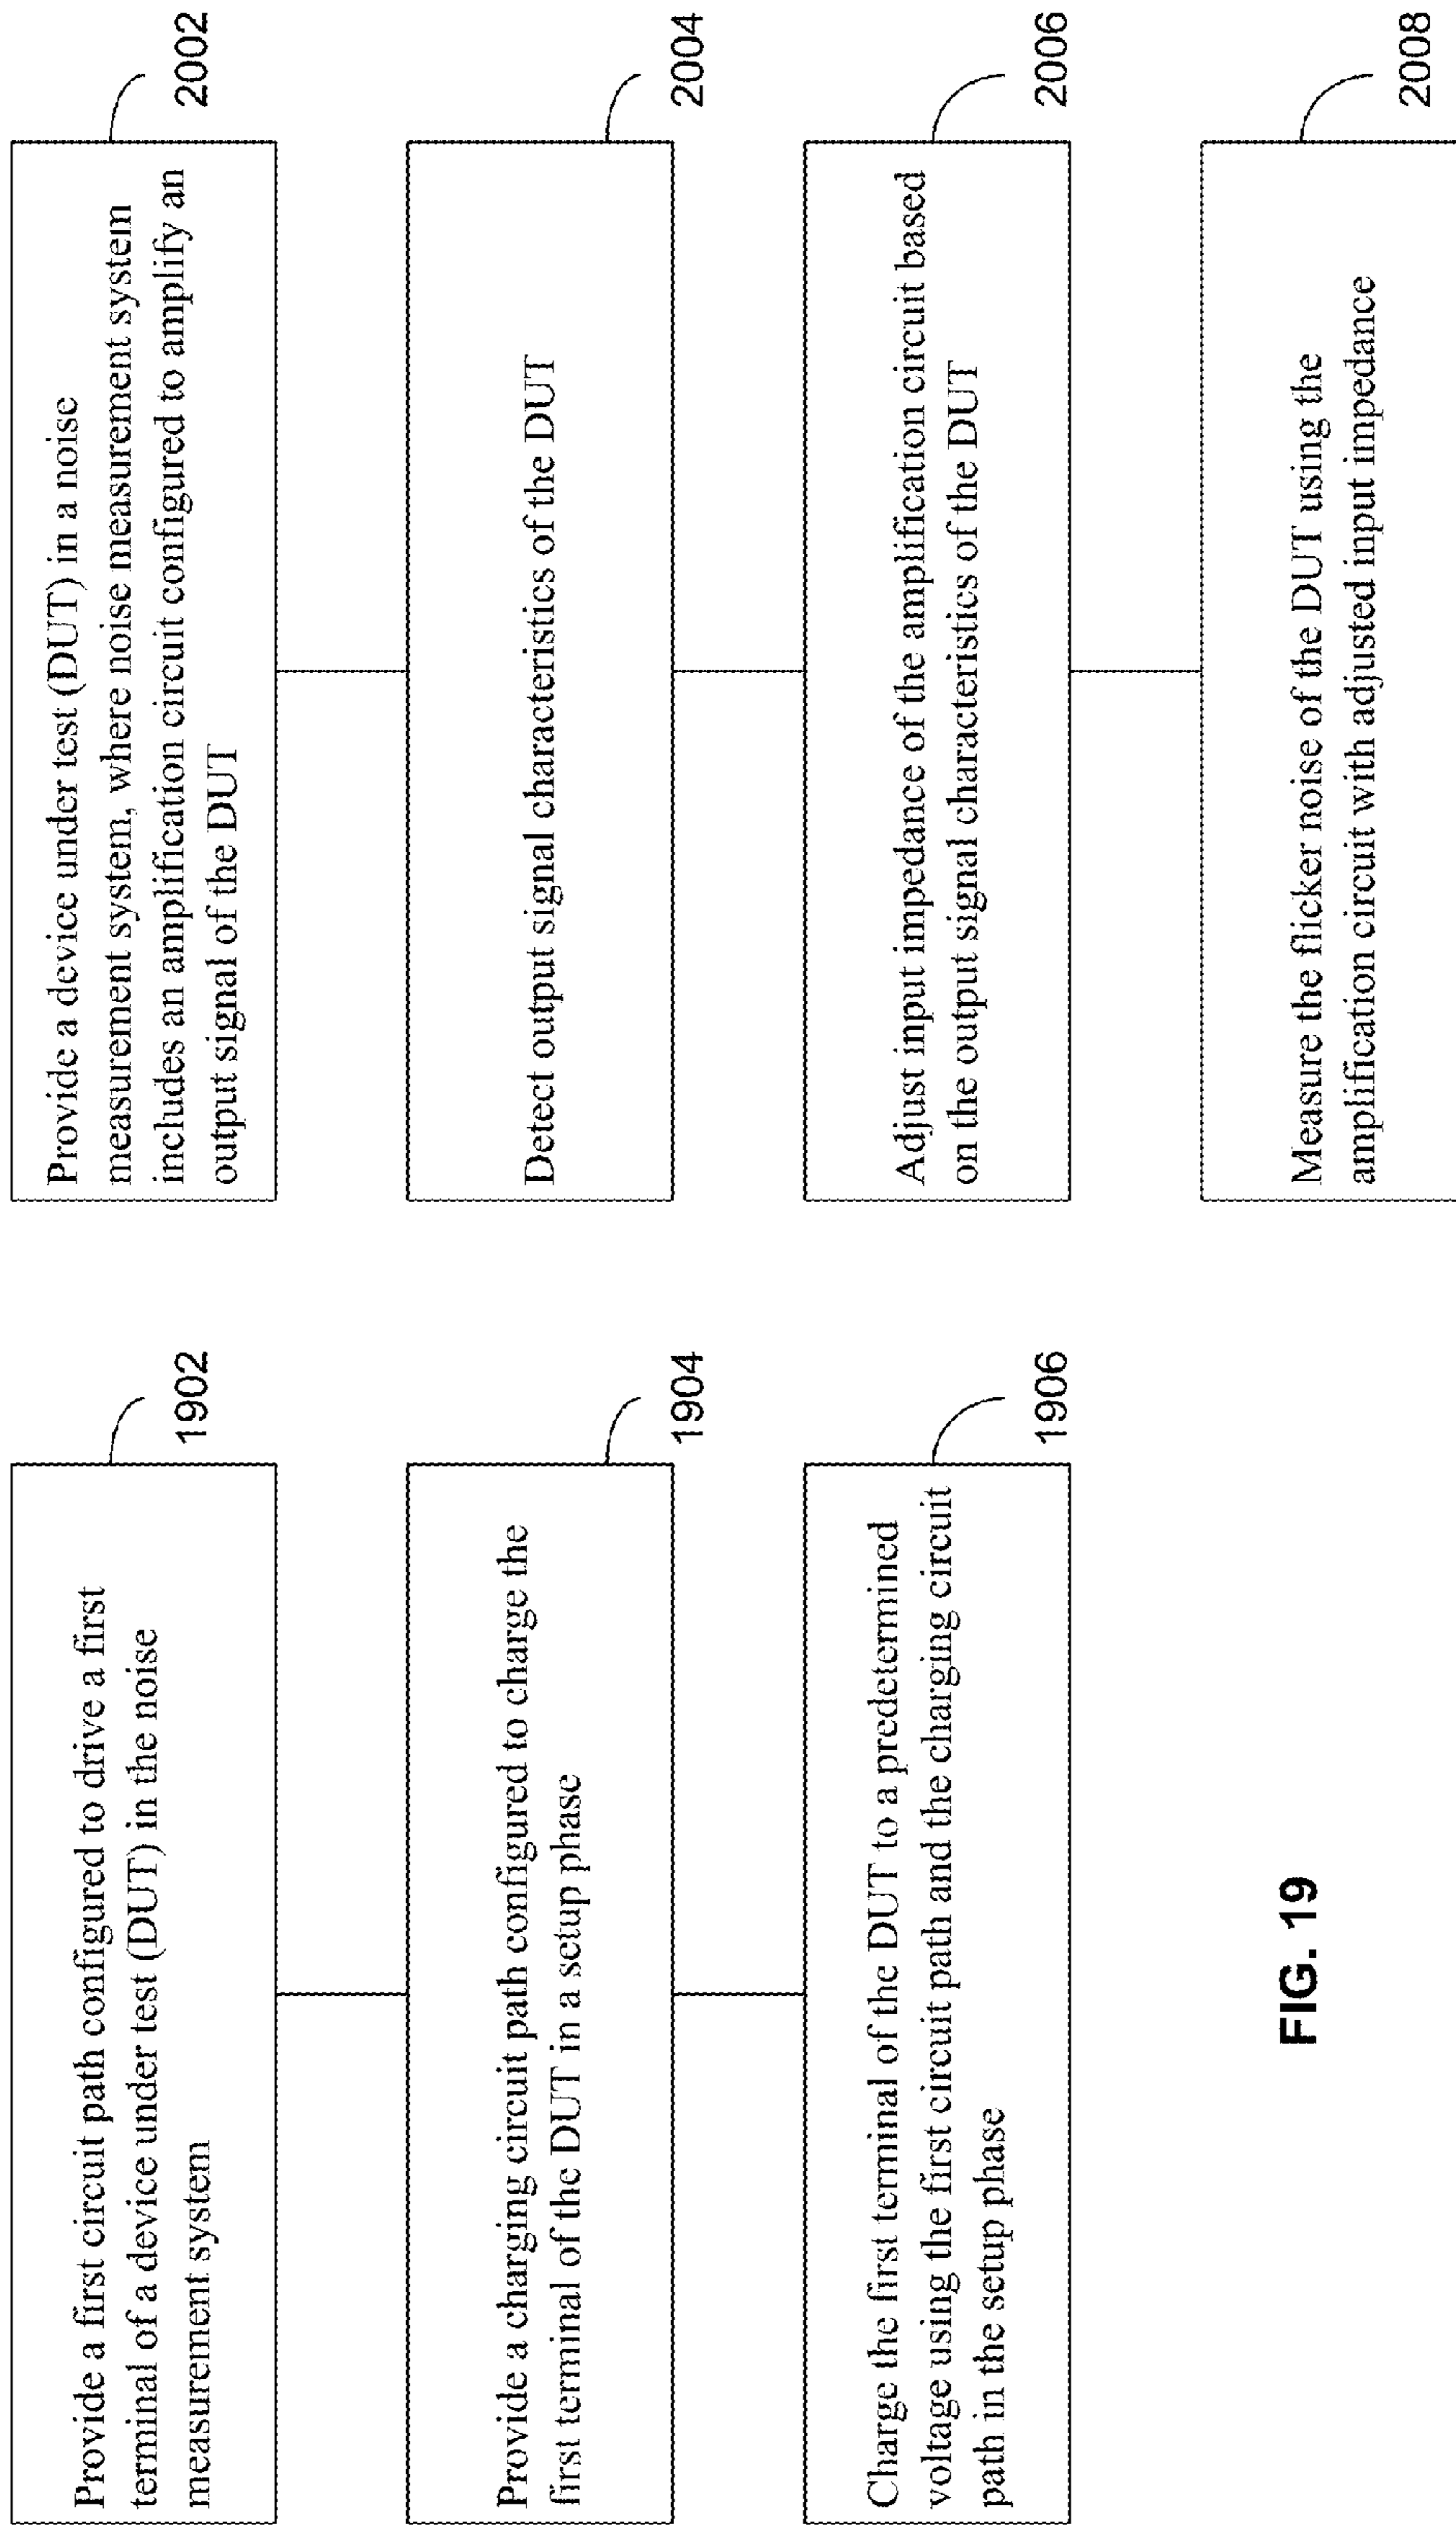 Provide a first circuit path configured to drive a first
terminal of a device under test (DUT) in the noise
measurement system
1902
Provide a charging circuit path configured to charge the
first terminal of the DUT in a setup phase
1904
Charge the first terminal of the DUT to a predetermined
voltage using the first circuit path and the charging circuit
path in the setup phase
1906
FIG. 19
Provide a device under test (DUT) in a noise
measurement system, where noise measurement system
includes an amplification circuit configured to amplify an
output signal of the DUT
2002
Detect output signal characteristics of the DUT
2004
Adjust input impedance of the amplification circuit based
on the output signal characteristics of the DUT
2006
Measure the flicker noise of the DUT using the
amplification circuit with adjusted input impedance
2008